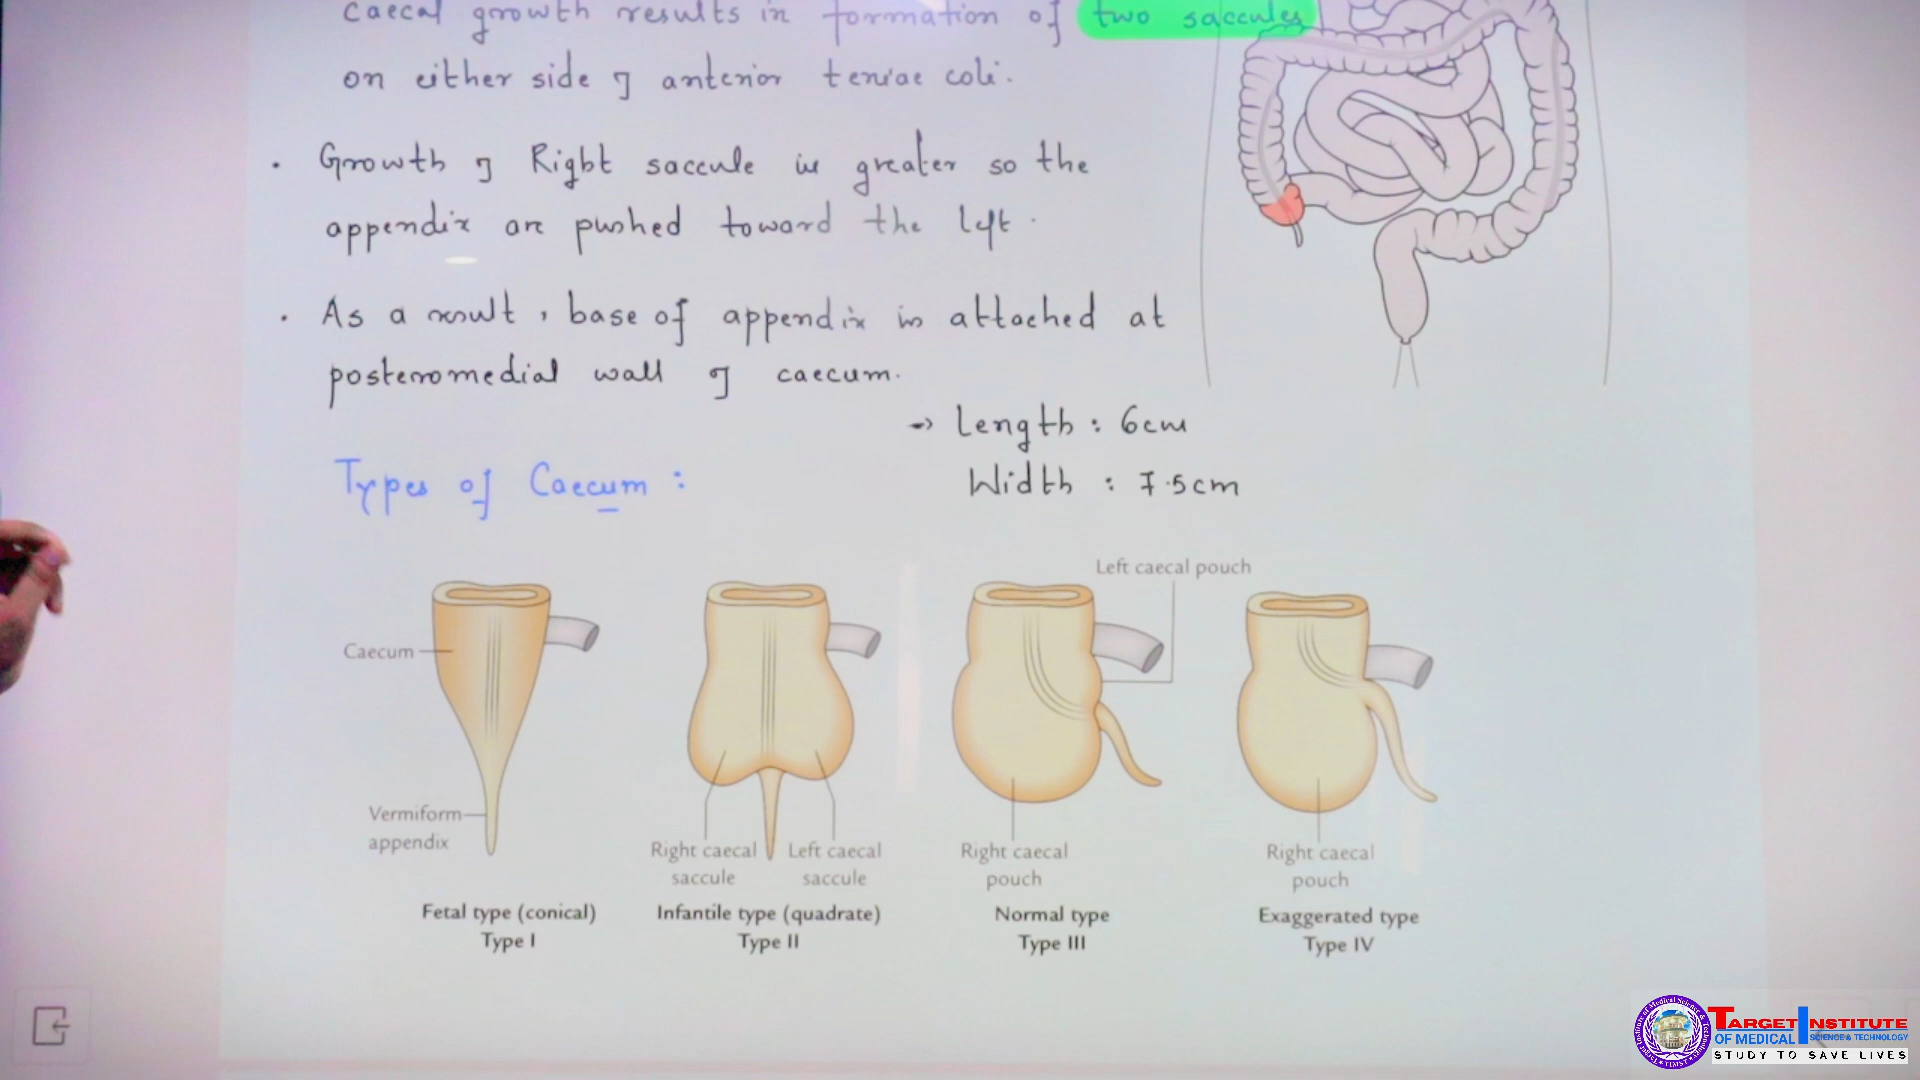 caecal growth results in formation of two saccules
on either side of anterior teniae coli.
. Growth of Right saccule is greater so the
appendix are pushed toward the left.
. As a result, base of appendix is attached at
posteromedial wall of caecum.
→ Length : 6cm
Width : 7.5cm
Types of Caecum :
Left caecal pouch
Caecum
Vermiform
appendix
Right caecal
saccule
Left caecal
saccule
Right caecal
pouch
Right caecal
pouch
Fetal type (conical)
Type I
Infantile type (quadrate)
Type II
Normal type
Type III
Exaggerated type
Type IV
TARGET INSTITUTE
OF MEDICAL SCIENCE & TECHNOLOGY
STUDY TO SAVE LIVES